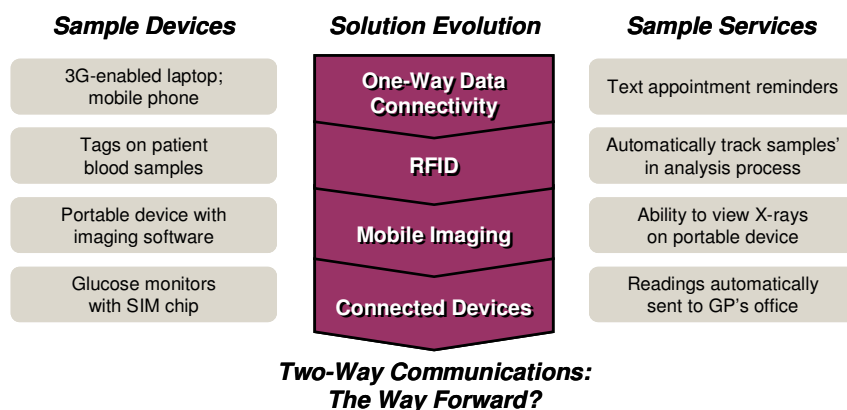 Sample Devices
Solution Evolution
Sample Services
3G-enabled laptop;
mobile phone
One-Way Data
Connectivity
Text appointment reminders
Tags on patient
blood samples
RFID
Automatically track samples'
in analysis process
Portable device with
imaging software
Mobile Imaging
Ability to view X-rays
on portable device
Glucose monitors
with SIM chip
Connected Devices
Readings automatically
sent to GP's office
Two-Way Communications:
The Way Forward?